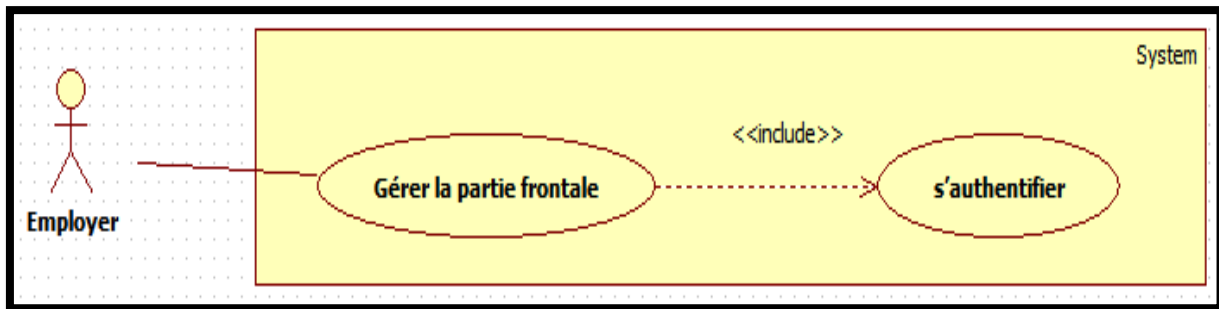 System
<<include>>
Gérer la partie frontale
s'authentifier
Employer